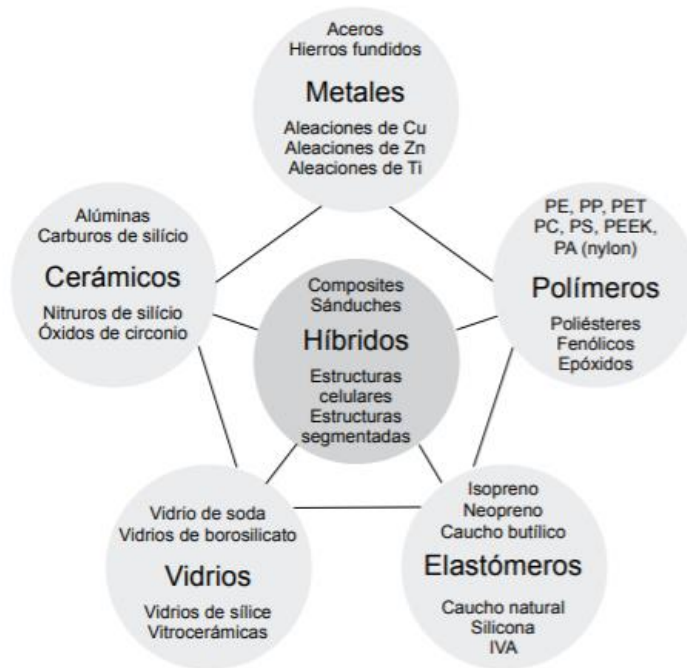 Aceros
Hierros fundidos
Metales
Aleaciones de Cu
Aleaciones de Zn
Aleaciones de Ti
Alúminas
Carburos de silício
Cerámicos
Nitruros de silício
Óxidos de circonio
PE, PP, PET
PC, PS, PEEK,
PA (nylon)
Polímeros
Poliésteres
Fenólicos
Epóxidos
Composites
Sánduches
Híbridos
Estructuras
celulares
Estructuras
segmentadas
Vidrio de soda
Vidrios de borosilicato
Vidrios
Vidrios de sílice
Vitrocerámicas
Isopreno
Neopreno
Caucho butílico
Elastómeros
Caucho natural
Silicona
IVA